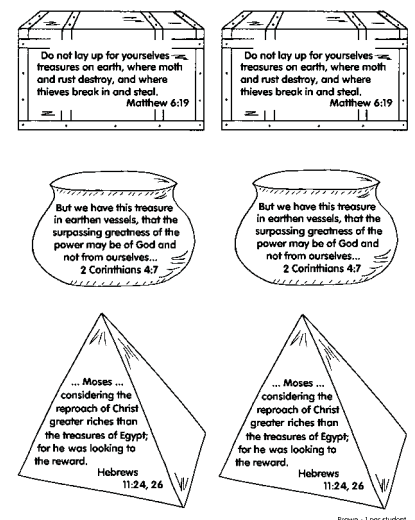 Do not lay up for yourselves
treasures on earth, where moth
and rust destroy, and where
thieves break in and steal.
Matthew 6:19
Do not lay up for yourselves
treasures on earth, where moth
and rust destroy, and where
thieves break in and steal.
Matthew 6:19
But we have this treasure
in earthen vessels, that the
surpassing greatness of the
power may be of God and
not from ourselves...
2 Corinthians 4:7
But we have this treasure
in earthen vessels, that the
surpassing greatness of the
power may be of God and
not from ourselves...
2 Corinthians 4:7
... Moses ...
considering the
reproach of Christ
greater riches than
the treasures of Egypt;
for he was looking to
the reward.
Hebrews
11:24, 26
... Moses ...
considering the
reproach of Christ
greater riches than
the treasures of Egypt;
for he was looking to
the reward.
Hebrews
11:24, 26
Brown - 1 per student